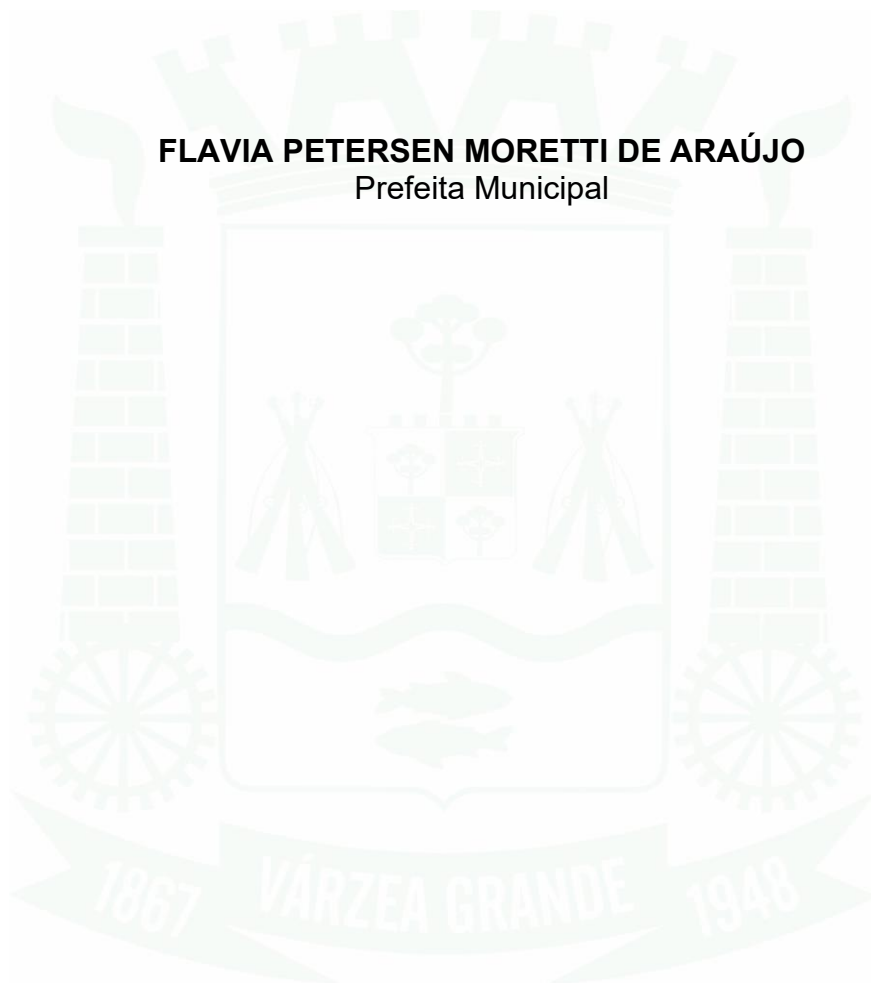 FLAVIA PETERSEN MORETTI DE ARAÚJO
Prefeita Municipal
1867 VÁRZEA GRANDE 1948